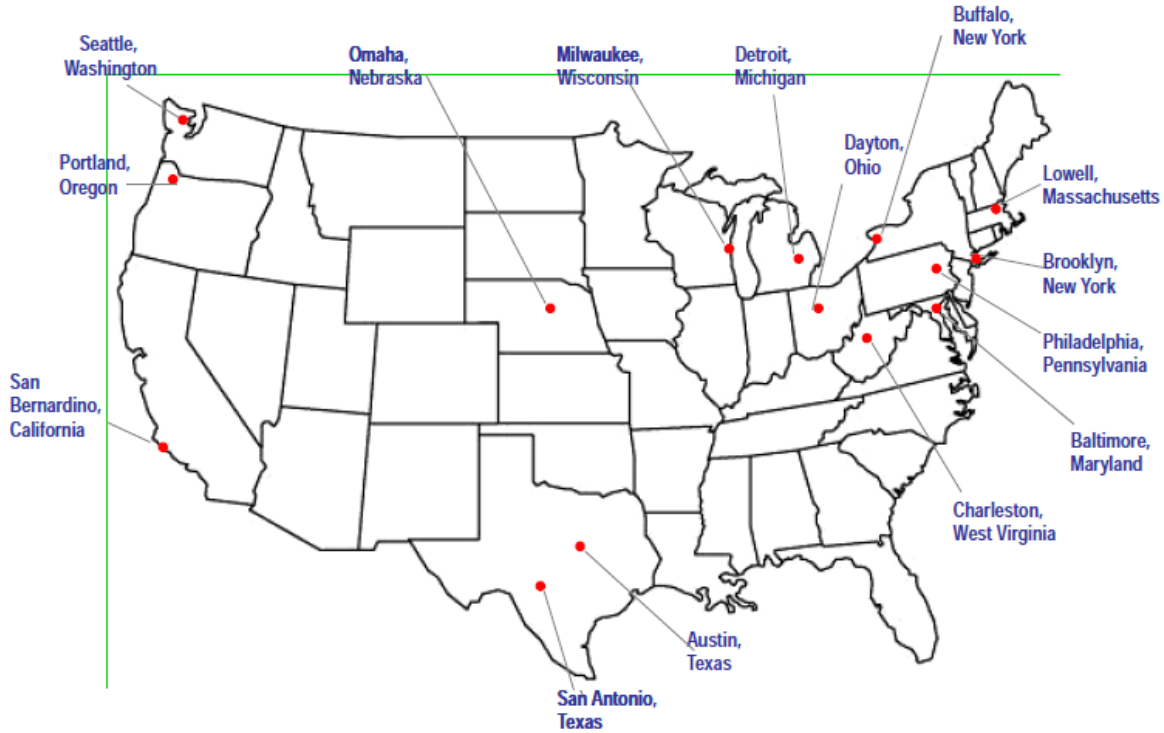 Buffalo,
New York
Seattle,
Washington
Omaha,
Nebraska
Milwaukee,
Wisconsin
Detroit,
Michigan
Dayton,
Ohio
Portland,
Oregon
Lowell,
Massachusetts
Brooklyn,
New York
Philadelphia,
Pennsylvania
San
Bernardino,
California
Baltimore,
Maryland
Charleston,
West Virginia
Austin,
Texas
San Antonio,
Texas